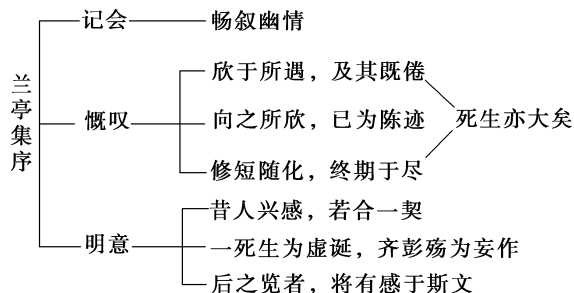 兰亭集序
记会
畅叙幽情
慨叹
欣于所遇，及其既倦
向之所欣，已为陈迹
修短随化，终期于尽
死生亦大矣
明意
昔人兴感，若合一契
一死生为虚诞，齐彭殇为妄作
后之览者，将有感于斯文